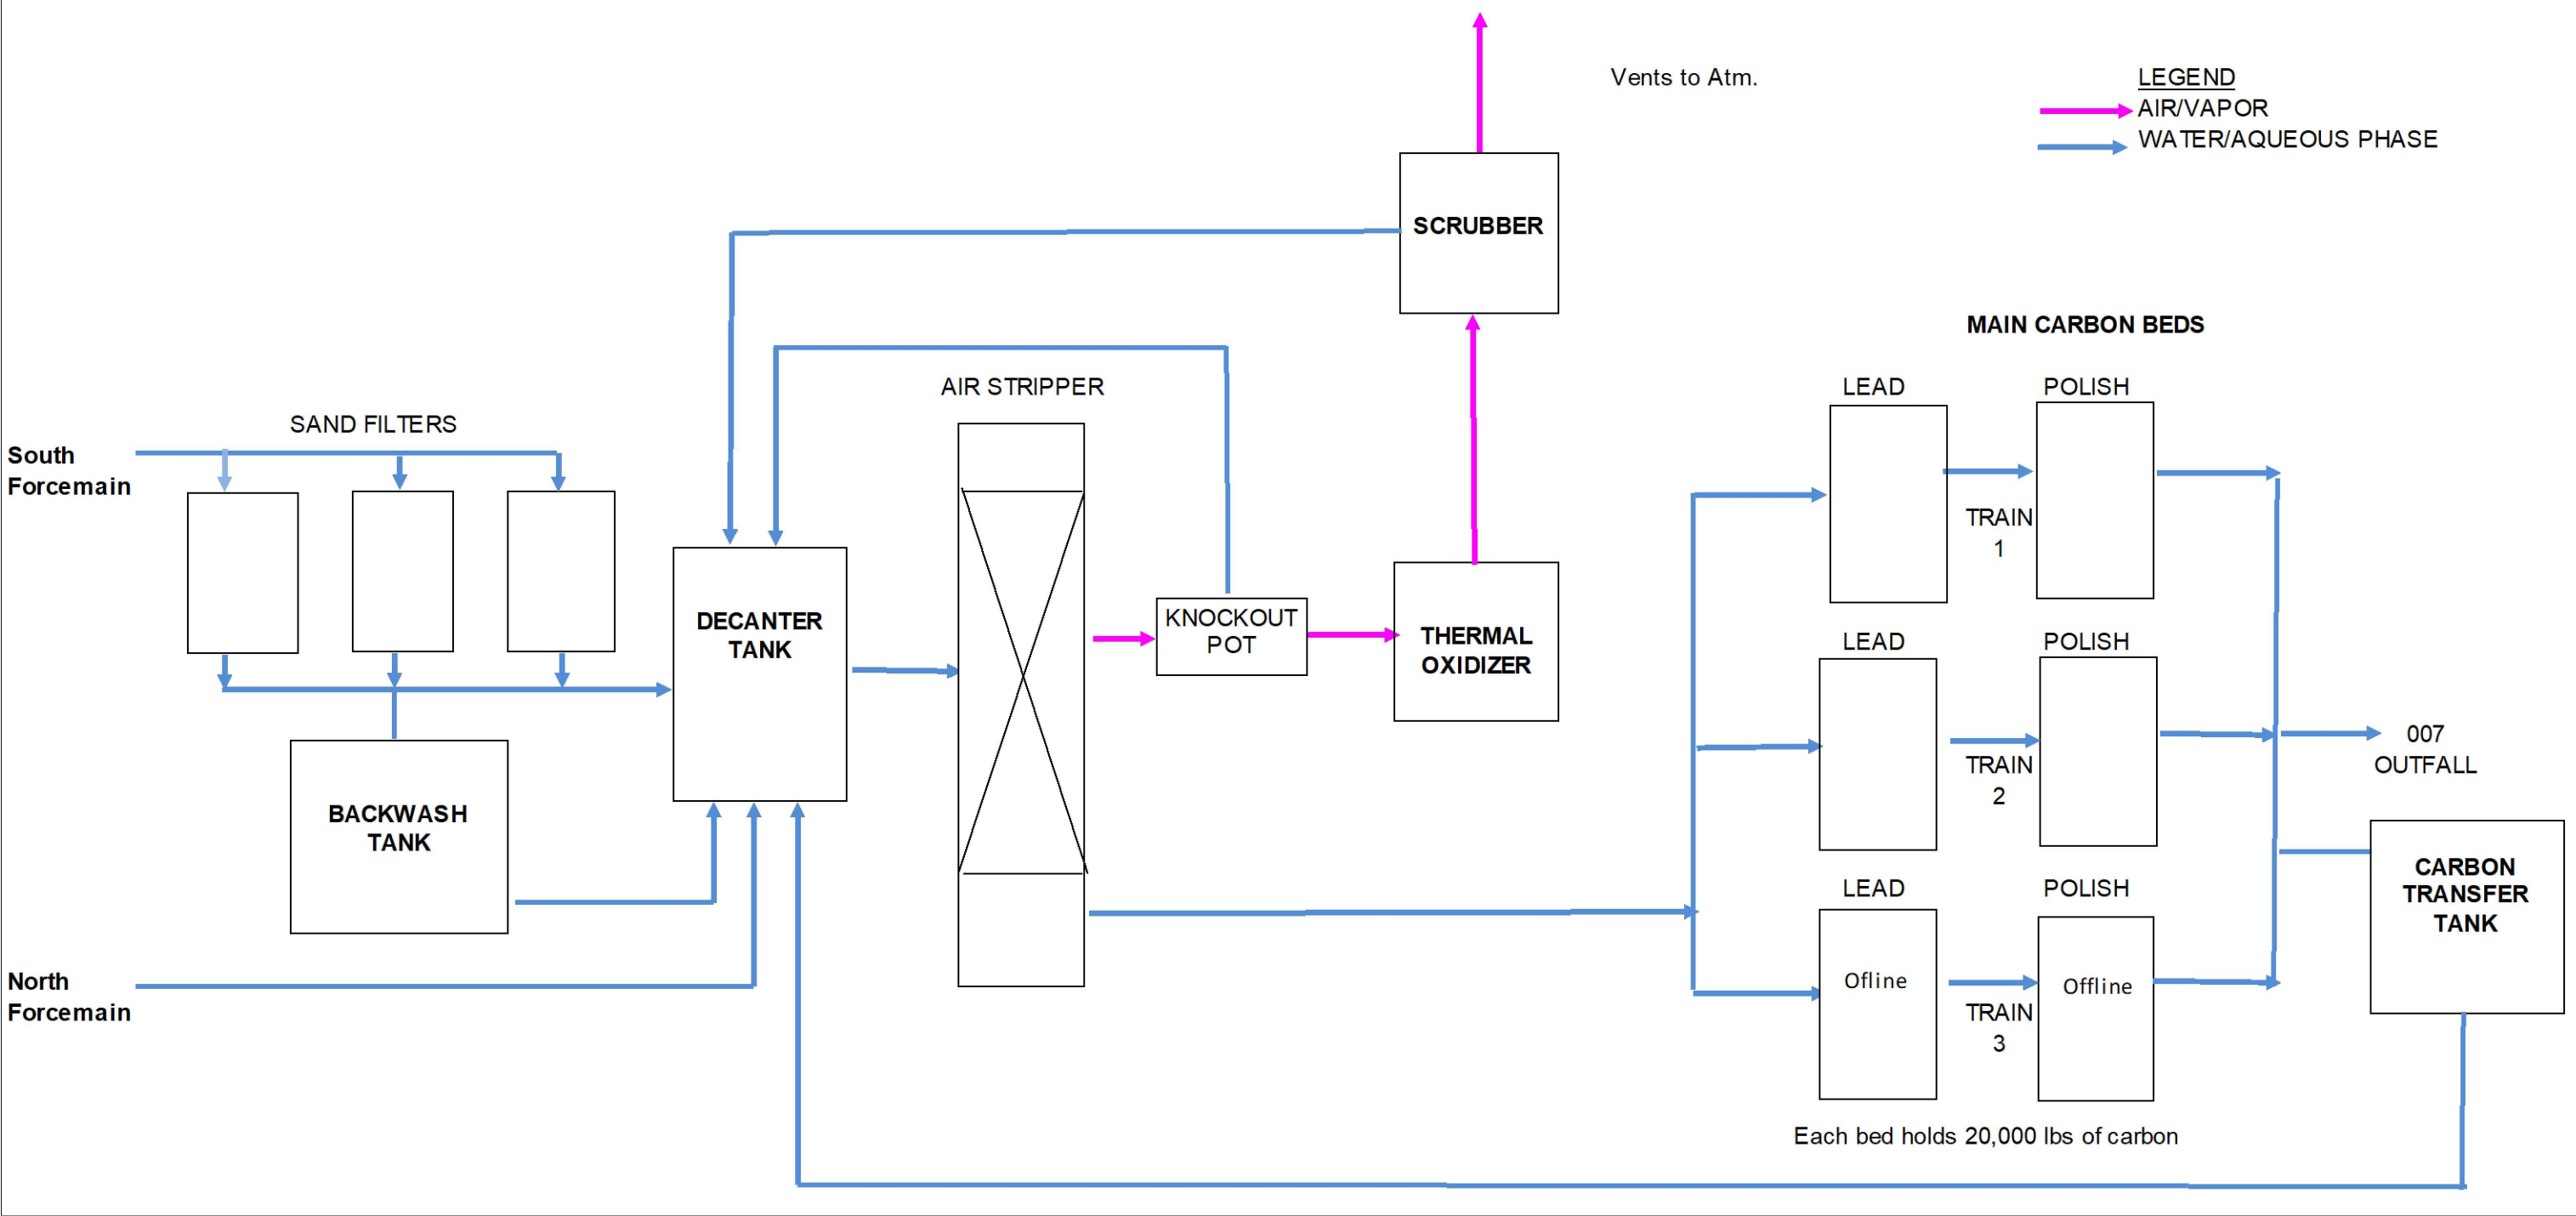 Vents to Atm.
LEGEND
AIR/VAPOR
WATER/AQUEOUS PHASE
SCRUBBER
MAIN CARBON BEDS
AIR STRIPPER
LEAD
POLISH
SAND FILTERS
South
Forcemain
TRAIN
1
DECANTER
TANK
KNOCKOUT
POT
THERMAL
OXIDIZER
LEAD
POLISH
TRAIN
2
007
OUTFALL
BACKWASH
TANK
CARBON
TRANSFER
TANK
LEAD
POLISH
North
Forcemain
Ofline
Offline
TRAIN
3
Each bed holds 20,000 lbs of carbon